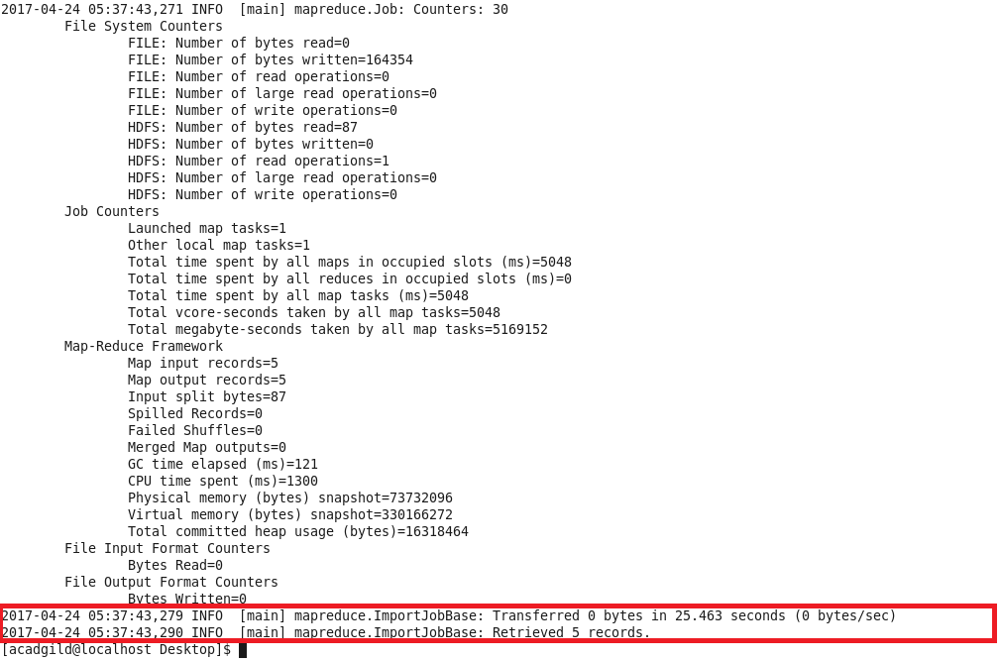 2017-04-24 05:37:43,271 INFO  [main] mapreduce.Job: Counters: 30
File System Counters
FILE: Number of bytes read=0
FILE: Number of bytes written=164354
FILE: Number of read operations=0
FILE: Number of large read operations=0
FILE: Number of write operations=0
HDFS: Number of bytes read=87
HDFS: Number of bytes written=0
HDFS: Number of read operations=1
HDFS: Number of large read operations=0
HDFS: Number of write operations=0
Job Counters
Launched map tasks=1
Other local map tasks=1
Total time spent by all maps in occupied slots (ms)=5048
Total time spent by all reduces in occupied slots (ms)=0
Total time spent by all map tasks (ms)=5048
Total vcore-seconds taken by all map tasks=5048
Total megabyte-seconds taken by all map tasks=5169152
Map-Reduce Framework
Map input records=5
Map output records=5
Input split bytes=87
Spilled Records=0
Failed Shuffles=0
Merged Map outputs=0
GC time elapsed (ms)=121
CPU time spent (ms)=1300
Physical memory (bytes) snapshot=73732096
Virtual memory (bytes) snapshot=330166272
Total committed heap usage (bytes)=16318464
File Input Format Counters
Bytes Read=0
File Output Format Counters
Bytes Written=0
2017-04-24 05:37:43,279 INFO  [main] mapreduce.ImportJobBase: Transferred 0 bytes in 25.463 seconds (0 bytes/sec)
2017-04-24 05:37:43,290 INFO  [main] mapreduce.ImportJobBase: Retrieved 5 records.
[acadgild@localhost Desktop]$